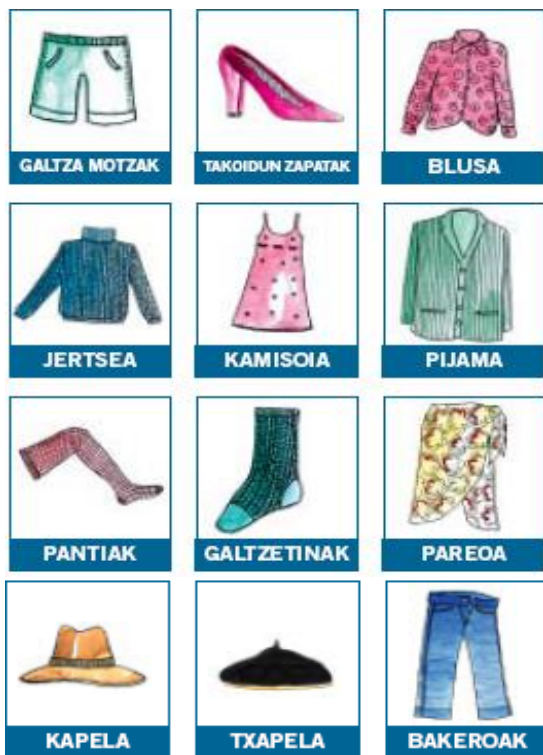 GALTZA MOTZAK
TAKOIDUN ZAPATAK
BLUSA
JERTSEA
KAMISOIA
PIJAMA
PANTIAK
GALTZETINAK
PAREOA
KAPELA
TXAPELA
BAKEROAK